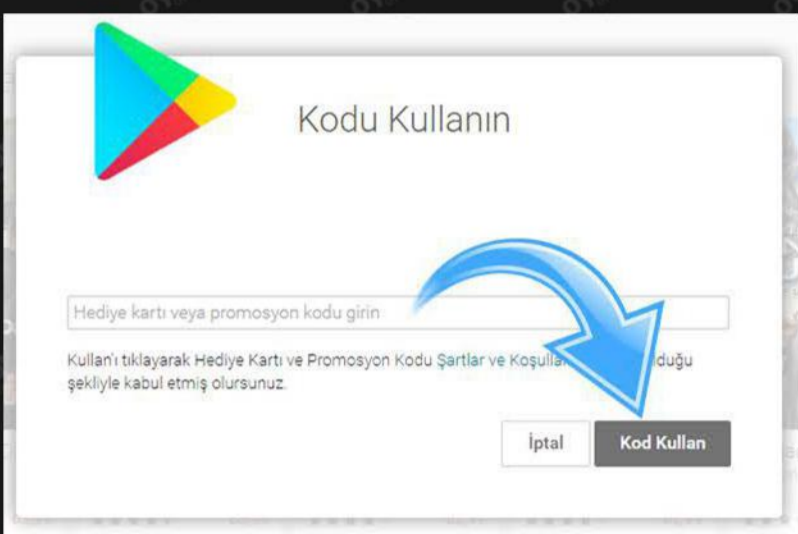 Kodu Kullanın
Hediye kartı veya promosyon kodu girin
Kullan'ı tıklayarak Hediye Kartı ve Promosyon Kodu Şartlar ve
şekliyle kabul etmiş olursunuz.
İptal
Kod Kullan